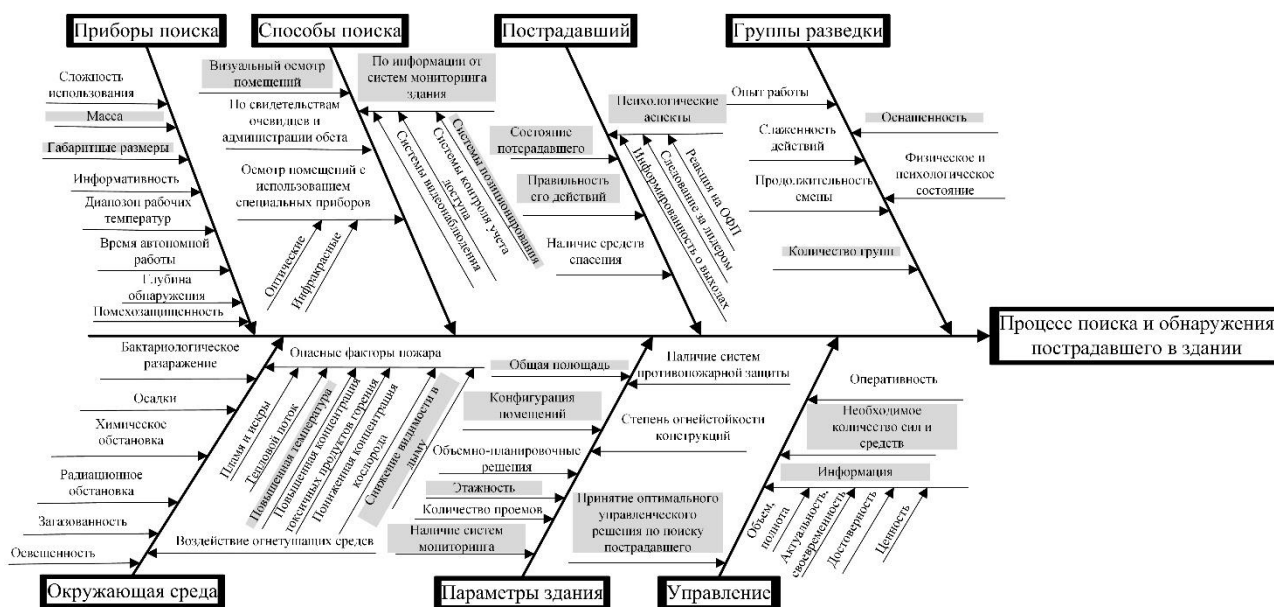 Приборы поиска
Способы поиска
Пострадавший
Группы разведки
Сложность
использования
Масса
Габаритные размеры
Информативность
Диапозон рабочих
температур
Время автономной
работы
Глубина
обнаружения
Помехозащищенность
Визуальный осмотр
помещений
По свидетельствам
очевидцев и
администрации обета
Осмотр помещений с
использованием
специальных приборов
Оптические
Инфракрасные
По информации от
систем мониторинга
здания
Системы видеонаблюдения
Системы контроля учета
доступа
Системы позиционирования
Состояние
потсрадавшего
Правильность
его действий
Наличие средств
спасения
Психологические
аспекты
Информированность о выходах
Следование за лидером
Реакция на ОФП
Опыт работы
Слаженность
действий
Продолжительность
смены
Количество групп
Оснашенность
Физическое и
психологическое
состояние
Процесс поиска и обнаружения
пострадавшего в здании
Бактариологическое
разаражение
Осадки
Химическое
обстановка
Радиационное
обстановка
Загазованность
Освещенность
Опасные факторы пожара
Пламя и искры
Тепловой поток
Повышенная температура
Повышенная концентрация
токсичных продуктов горения
Пониженная концентрация
кослорода
Снижение видимости в
дыму
Воздействие огнетушащих средсв
Общая полощадь
Конфигурация
помещений
Объемно-планировочные
решения
Этажность
Количество проемов
Наличие систем
мониторинга
Наличие систем
противопожарной защиты
Степень огнейстойкости
конструкций
Принятие оптимального
управленческого
решения по поиску
пострадавшего
Оперативность
Необходимое
количество сил и
средств
Информация
Объем,
полнота
Актуальность,
своевременность
Достоверность
Ценность
Окружающая среда
Параметры здания
Управление